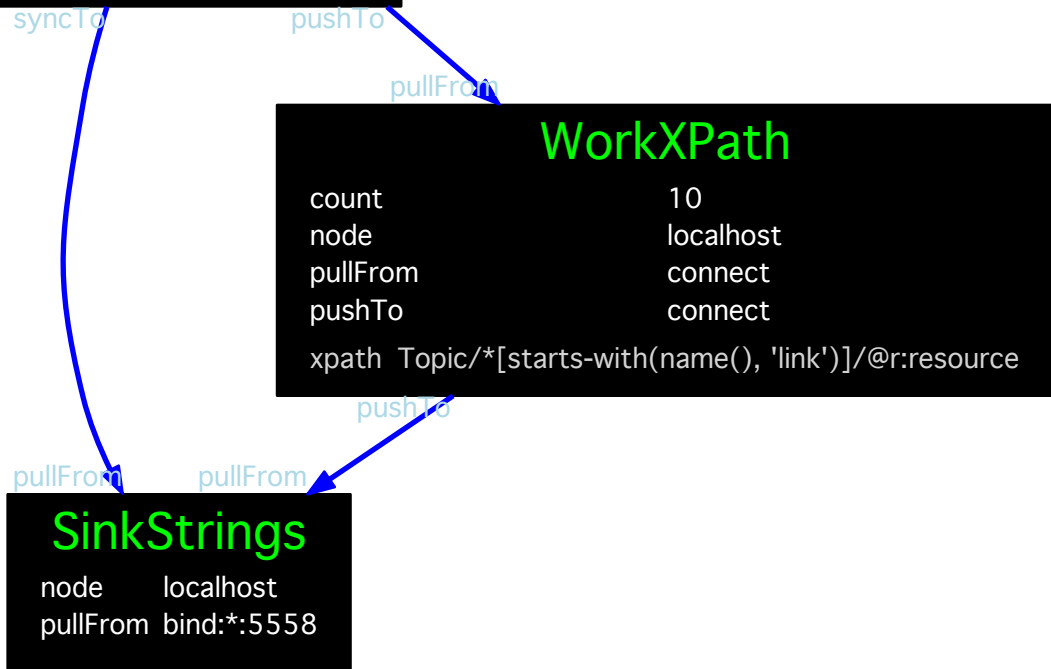 syncTo pushTo
pullFrom
WorkXPath
count 10
node localhost
pullFrom connect
pushTo connect
xpath Topic/*[starts-with(name(), 'link')]/@r:resource
pushTo
pullFrom pullFrom
SinkStrings
node localhost
pullFrom bind:*:5558